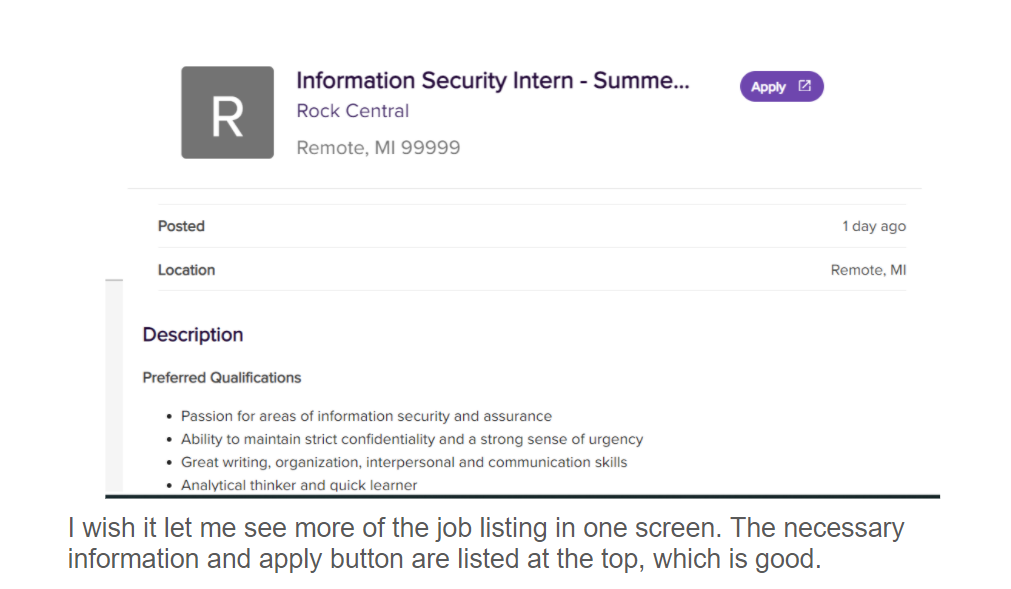 R
Information Security Intern - Summe...
Apply
Rock Central
Remote, MI 99999
Posted 1 day ago
Location Remote, MI
Description
Preferred Qualifications
• Passion for areas of information security and assurance
• Ability to maintain strict confidentiality and a strong sense of urgency
• Great writing, organization, interpersonal and communication skills
• Analytical thinker and quick learner
I wish it let me see more of the job listing in one screen. The necessary
information and apply button are listed at the top, which is good.